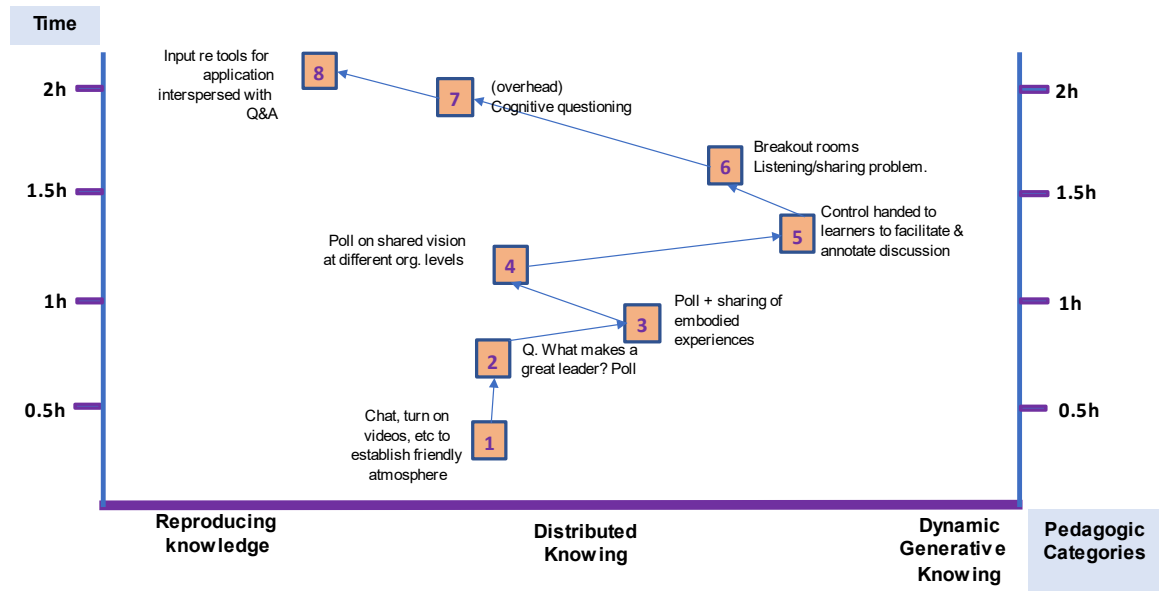 Time
Input re tools for
application
interspersed with
Q&A
8
7
(overhead)
Cognitive questioning
2h
2h
Breakout rooms
Listening/sharing problem.
6
1.5h
1.5h
Control handed to
learners to facilitate &
annotate discussion
5
Poll on shared vision
at different org. levels
4
1h
1h
Poll + sharing of
embodied
experiences
3
Q. What makes a
great leader? Poll
2
0.5h
0.5h
Chat, turn on
videos, etc to
establish friendly
atmosphere
1
Reproducing
knowledge
Distributed
Knowing
Dynamic
Generative
Knowing
Pedagogic
Categories